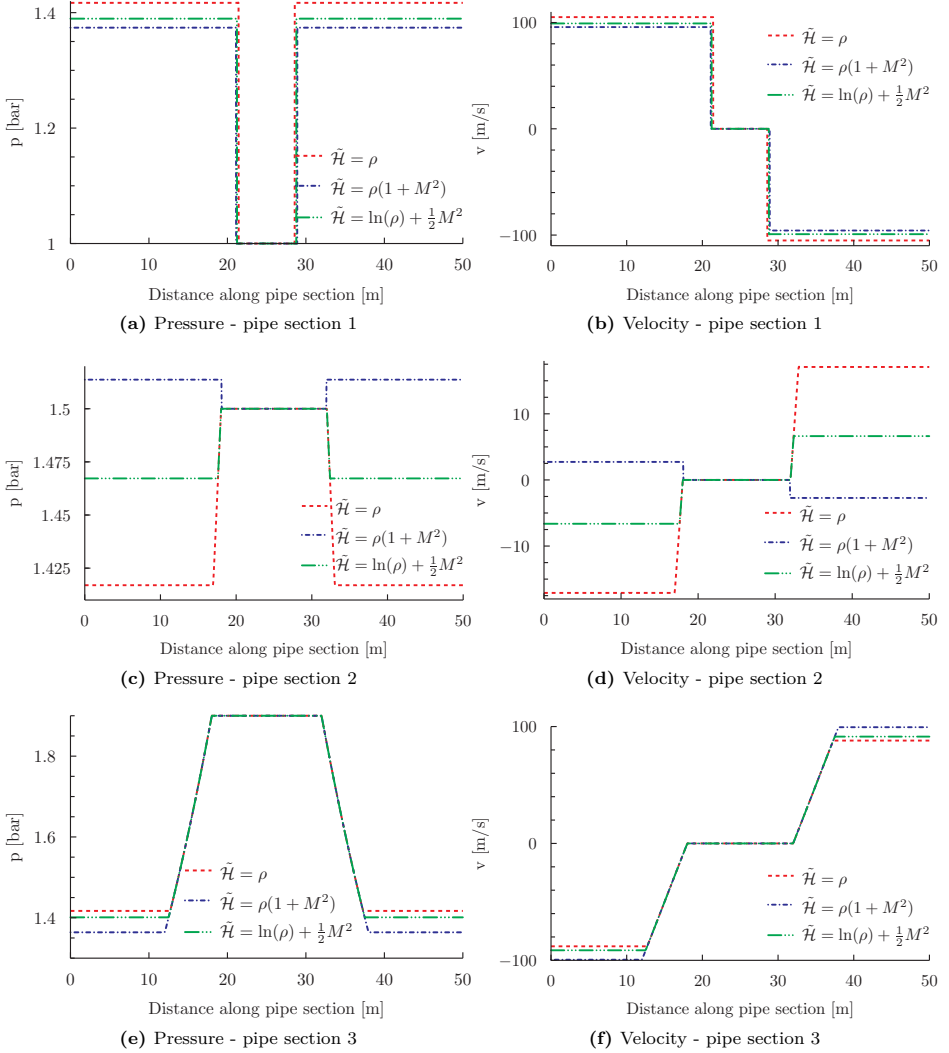 1.4
1.2
1
p [bar]
H̃ = ρ
H̃ = ρ(1 + M²)
H̃ = ln(ρ) + ½M²
0 10 20 30 40 50
Distance along pipe section [m]
(a) Pressure - pipe section 1
100
0
−100
v [m/s]
H̃ = ρ
H̃ = ρ(1 + M²)
H̃ = ln(ρ) + ½M²
0 10 20 30 40 50
Distance along pipe section [m]
(b) Velocity - pipe section 1
1.5
1.475
1.45
1.425
p [bar]
H̃ = ρ
H̃ = ρ(1 + M²)
H̃ = ln(ρ) + ½M²
0 10 20 30 40 50
Distance along pipe section [m]
(c) Pressure - pipe section 2
10
0
−10
v [m/s]
H̃ = ρ
H̃ = ρ(1 + M²)
H̃ = ln(ρ) + ½M²
0 10 20 30 40 50
Distance along pipe section [m]
(d) Velocity - pipe section 2
1.8
1.6
1.4
p [bar]
H̃ = ρ
H̃ = ρ(1 + M²)
H̃ = ln(ρ) + ½M²
0 10 20 30 40 50
Distance along pipe section [m]
(e) Pressure - pipe section 3
100
0
−100
v [m/s]
H̃ = ρ
H̃ = ρ(1 + M²)
H̃ = ln(ρ) + ½M²
0 10 20 30 40 50
Distance along pipe section [m]
(f) Velocity - pipe section 3